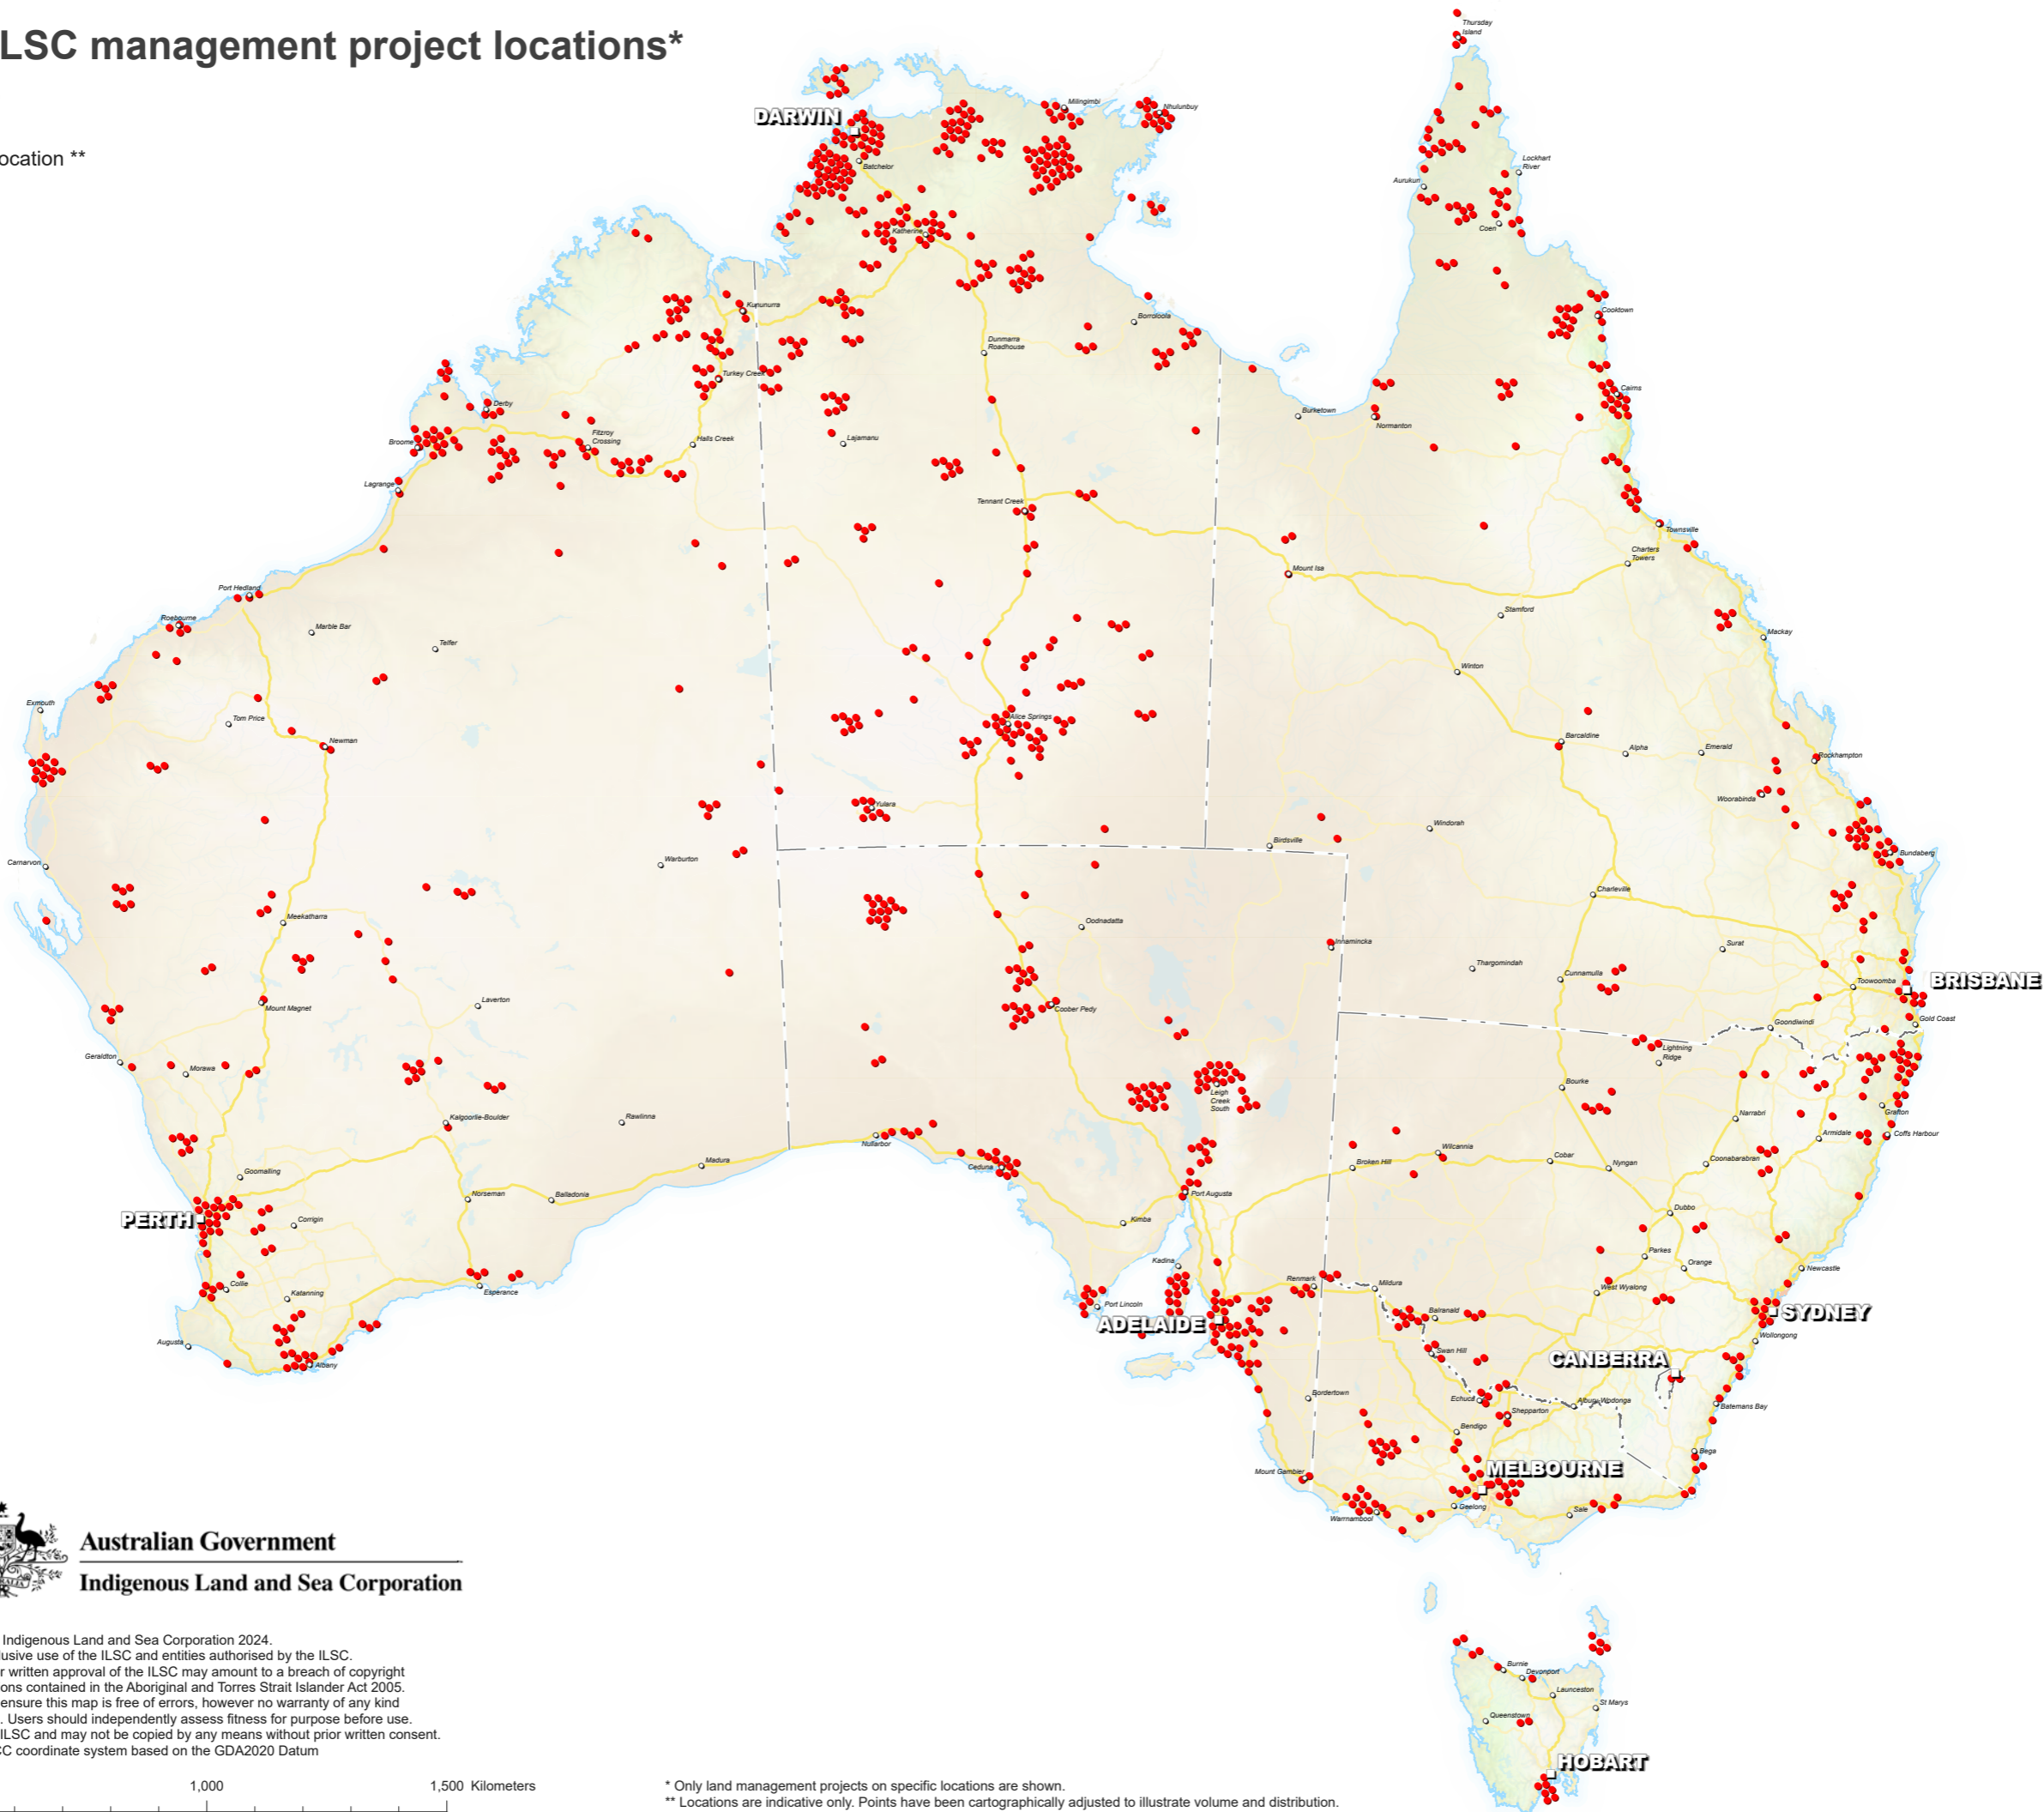 LSC management project locations*
ocation **
Thursday
Island
DARWIN
Milingimbi
Nhulunbuy
Batchelor
Lockhart
River
Aurukun
Coen
Katherine
Kununurra
Borroloola
Cooktown
Dunmarra
Roadhouse
Turkey Creek
Cairns
Derby
Burketown
Normanton
Broome
Fitzroy
Crossing
Halls Creek
Lajamanu
Lagrange
Tennant Creek
Townsville
Charters
Towers
Mount Isa
Port Hedland
Stamford
Roebourne
Marble Bar
Mackay
Telfer
Winton
Exmouth
Tom Price
Alice Springs
Newman
Barcaldine
Alpha
Emerald
Rockhampton
Woorabinda
Yulara
Windorah
Birdsville
Bundaberg
Carnarvon
Warburton
Charleville
Meekatharra
Oodnadatta
Innamincka
Surat
Thargomindah
Cunnamulla
BRISBANE
Toowoomba
Mount Magnet
Laverton
Coober Pedy
Gold Coast
Goondiwindi
Lightning
Ridge
Geraldton
Morawa
Leigh
Creek
South
Bourke
Narrabri
Grafton
Kalgoorlie-Boulder
Rawlinna
Armidale
Coffs Harbour
Nullarbor
Wilcannia
Madura
Ceduna
Broken Hill
Cobar
Nyngan
Coonabarabran
Goomalling
Norseman
Balladonia
Port Augusta
PERTH
Corrigin
Kimba
Dubbo
Parkes
Kadina
Orange
Newcastle
Collie
Katanning
Esperance
Renmark
Mildura
West Wyalong
Port Lincoln
ADELAIDE
Balranald
SYDNEY
Wollongong
Augusta
Albany
Swan Hill
CANBERRA
Bordertown
Echuca
Albury-Wodonga
Batemans Bay
Shepparton
Bendigo
Bega
Mount Gambier
MELBOURNE
Geelong
Sale
Warrnambool
Australian Government
Indigenous Land and Sea Corporation
Burnie
Devonport
Launceston
St Marys
Queenstown
HOBART
Indigenous Land and Sea Corporation 2024.
lusive use of the ILSC and entities authorised by the ILSC.
r written approval of the ILSC may amount to a breach of copyright
ons contained in the Aboriginal and Torres Strait Islander Act 2005.
ensure this map is free of errors, however no warranty of any kind
. Users should independently assess fitness for purpose before use.
ILSC and may not be copied by any means without prior written consent.
CC coordinate system based on the GDA2020 Datum
1,000 1,500 Kilometers
* Only land management projects on specific locations are shown.
** Locations are indicative only. Points have been cartographically adjusted to illustrate volume and distribution.